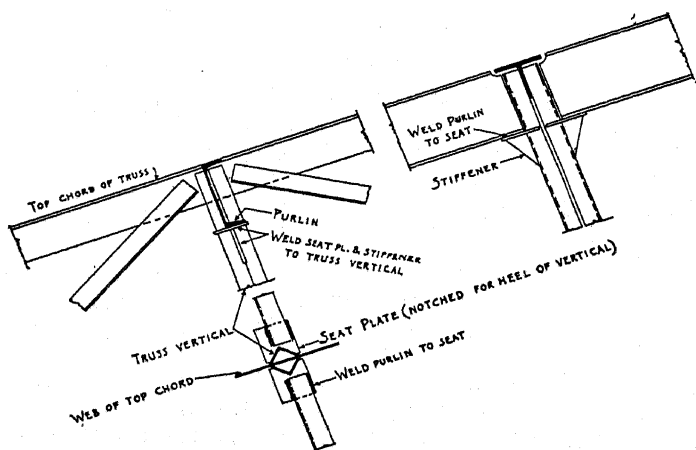 WELD PURLIN
TO SEAT
STIFFENER
TOP CHORD OF TRUSS
PURLIN
WELD SEAT PL. & STIFFENER
TO TRUSS VERTICAL
TRUSS VERTICAL
SEAT PLATE (NOTCHED FOR HEEL OF VERTICAL)
WELD PURLIN TO SEAT
WEB OF TOP CHORD